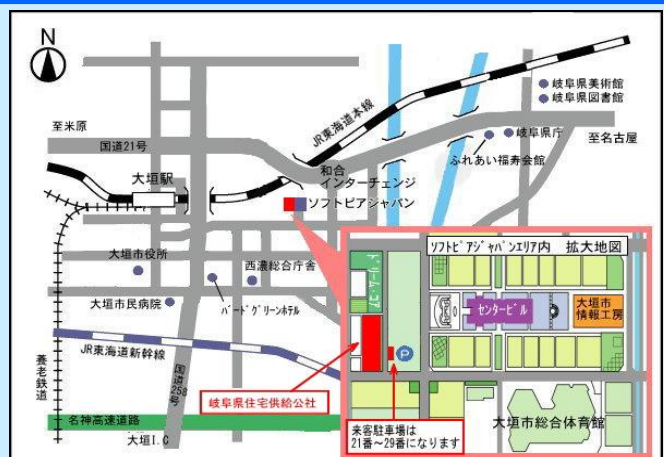 N
岐阜県美術館
岐阜県図書館
JR東海道本線
至米原
国道21号
岐阜県庁
至名古屋
ふれあい福寿会館
和合
インターチェンジ
大垣駅
ソフトピアジャパン
ソフトピアジャパンエリア内 拡大地図
ドリーム・コア
大垣市役所
西濃総合庁舎
センタービル
大垣市
情報工房
大垣市民病院
バードグリーンホテル
P
JR東海道新幹線
養老鉄道
国道258号
岐阜県住宅供給公社
名神高速道路
大垣I.C
来客駐車場は
21番～29番になります
大垣市総合体育館